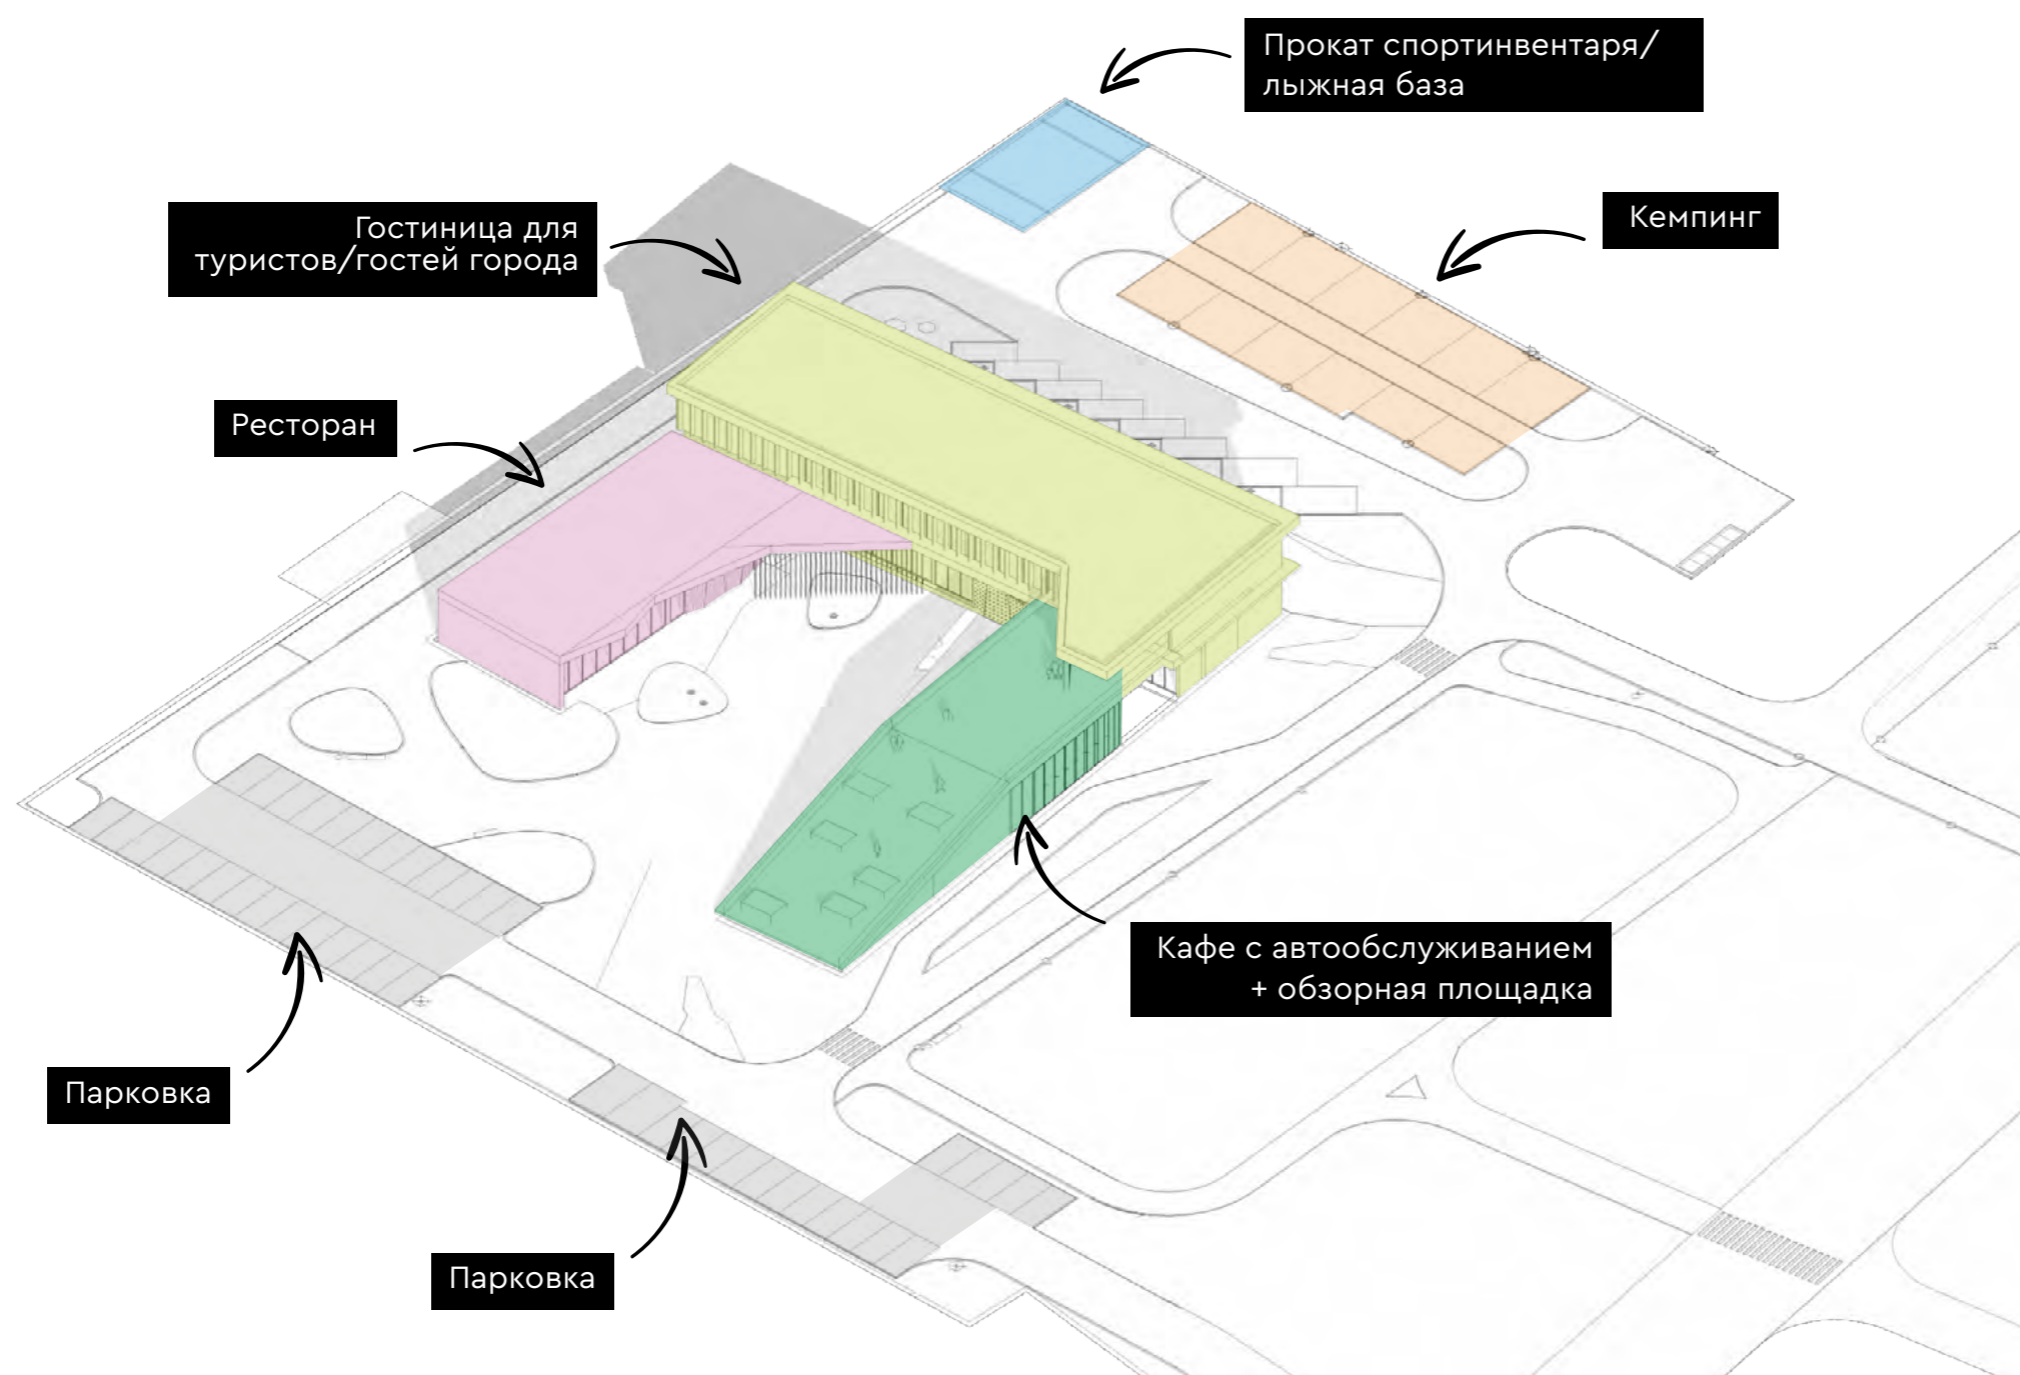 Прокат спортинвентаря/
лыжная база
Кемпинг
Гостиница для
туристов/гостей города
Ресторан
Кафе с автообслуживанием
+ обзорная площадка
Парковка
Парковка